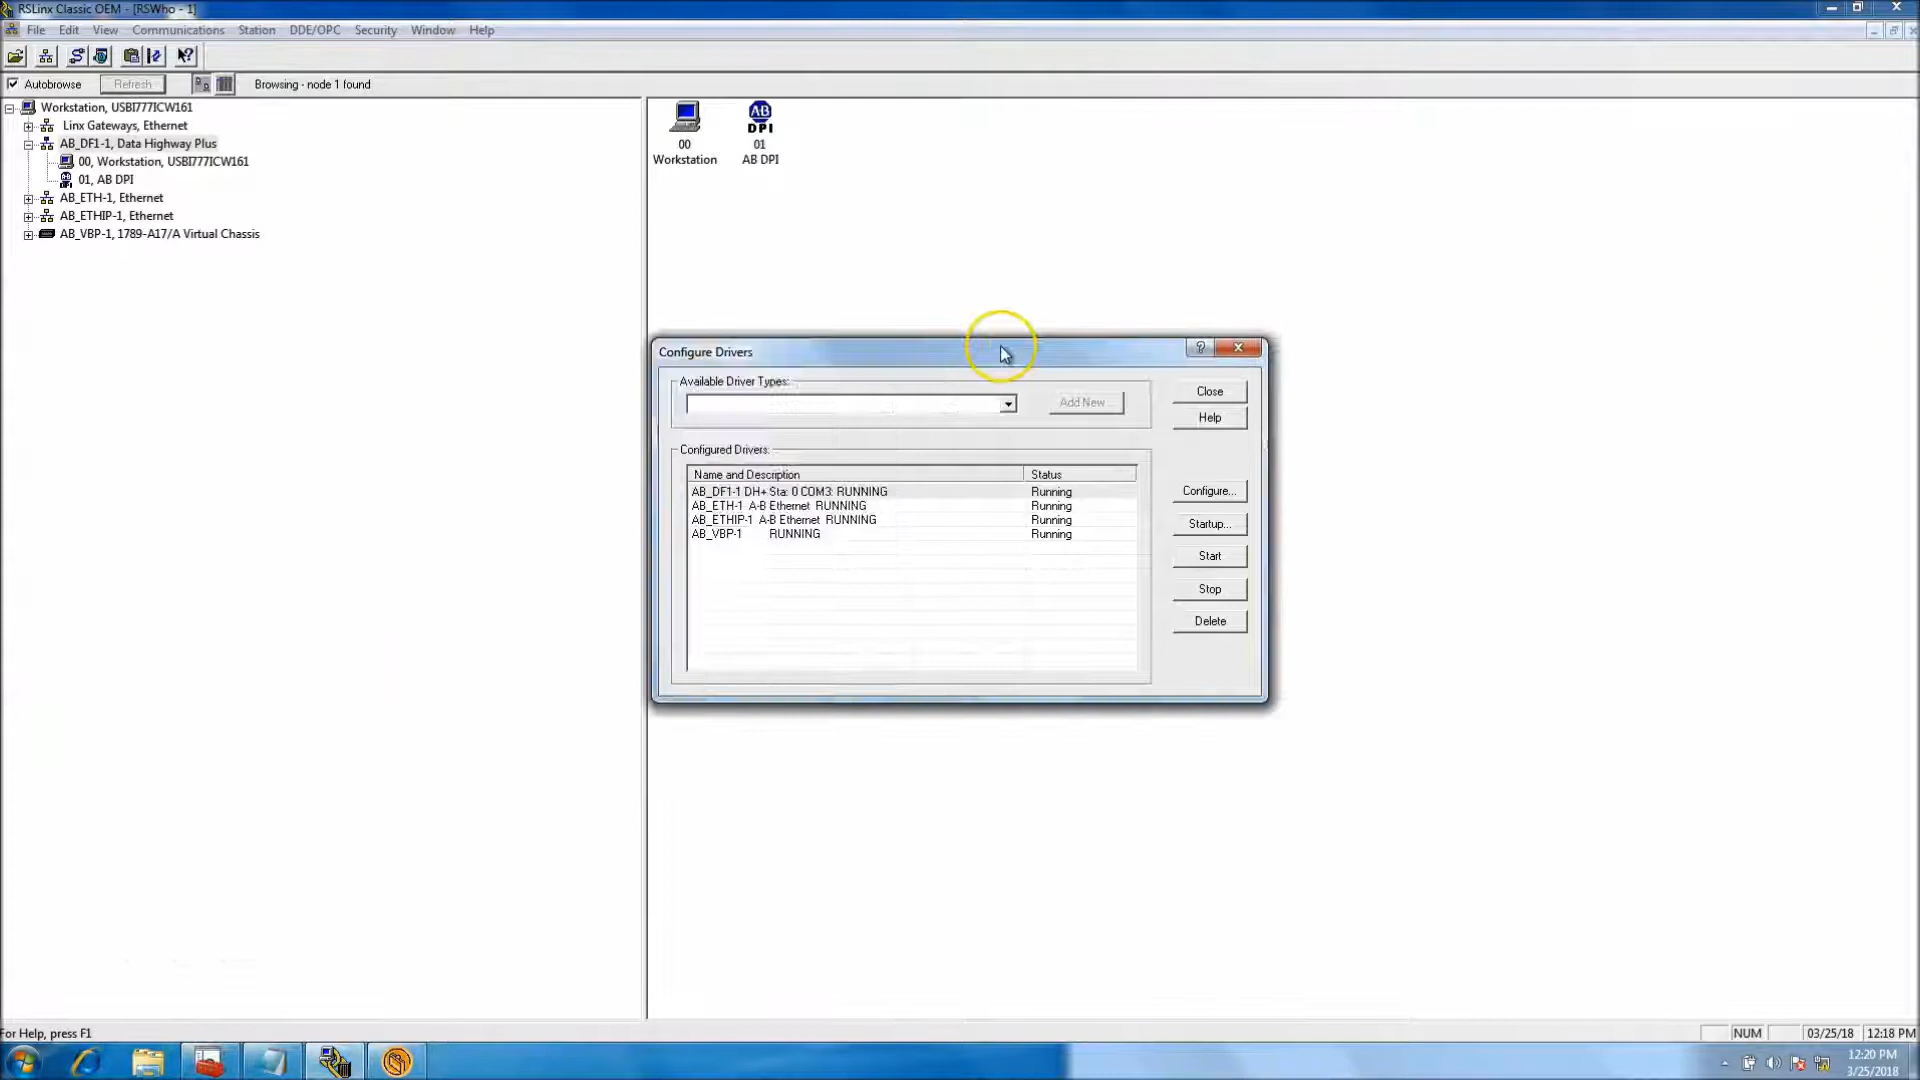 RSLinx Classic OEM - [RSWho - 1]
File Edit View Communications Station DDE/OPC Security Window Help
Autobrowse Refresh Browsing - node 1 found
Workstation, USBI777ICW161
Linx Gateways, Ethernet
AB_DF1-1, Data Highway Plus
00, Workstation, USBI777ICW161
01, AB DPI
AB_ETH-1, Ethernet
AB_ETHIP-1, Ethernet
AB_VBP-1, 1789-A17/A Virtual Chassis
AB
DPI
00 01
Workstation AB DPI
Configure Drivers
Available Driver Types:
Add New...
Close
Help
Configured Drivers:
Name and Description Status
AB_DF1-1 DH+ Sta: 0 COM3: RUNNING Running
AB_ETH-1 A-B Ethernet RUNNING Running
AB_ETHIP-1 A-B Ethernet RUNNING Running
AB_VBP-1 RUNNING Running
Configure...
Startup...
Start
Stop
Delete
For Help, press F1
NUM 03/25/18 12:18 PM
12:20 PM
3/25/2018